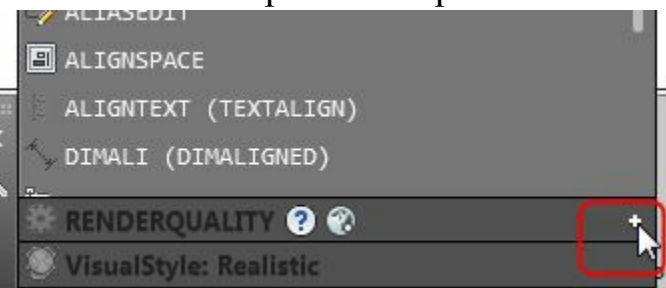 ALIASEDIT
ALIGNSPACE
ALIGNTEXT (TEXTALIGN)
DIMALI (DIMALIGNED)
RENDERQUALITY
VisualStyle: Realistic